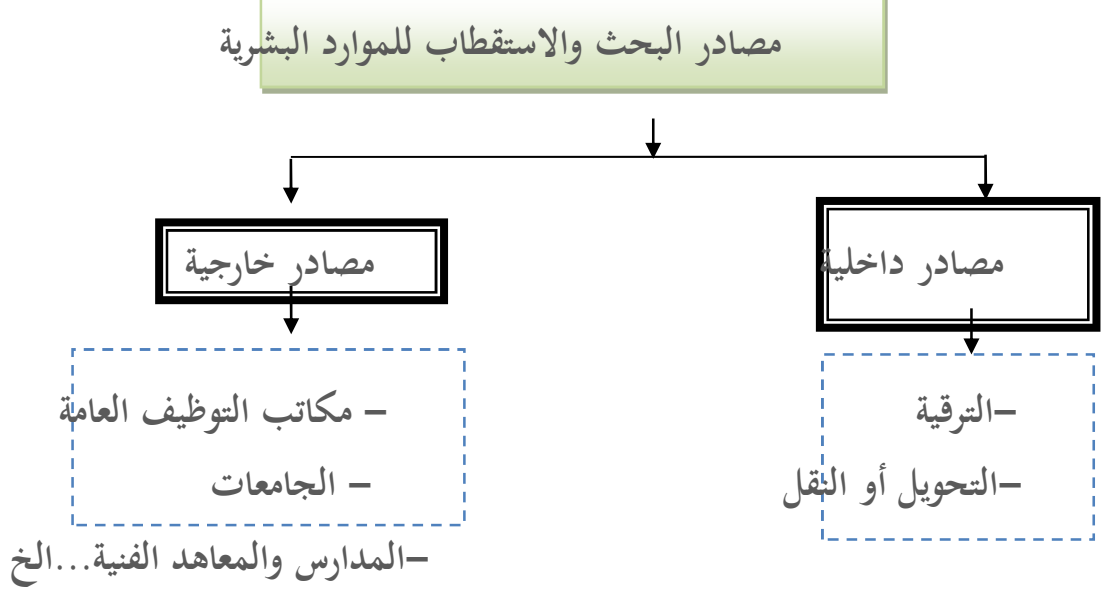 مصادر البحث والاستقطاب للموارد البشرية
مصادر داخلية
–الترقية
–التحويل أو النقل
مصادر خارجية
– مكاتب التوظيف العامة
– الجامعات
–المدارس والمعاهد الفنية...الخ